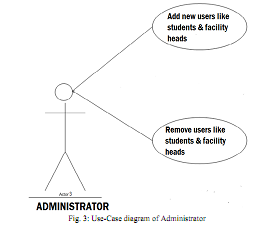 Add new users like
students & facility
heads
Remove users like
students & facility
heads
Actor3
ADMINISTRATOR
Fig. 3: Use-Case diagram of Administrator